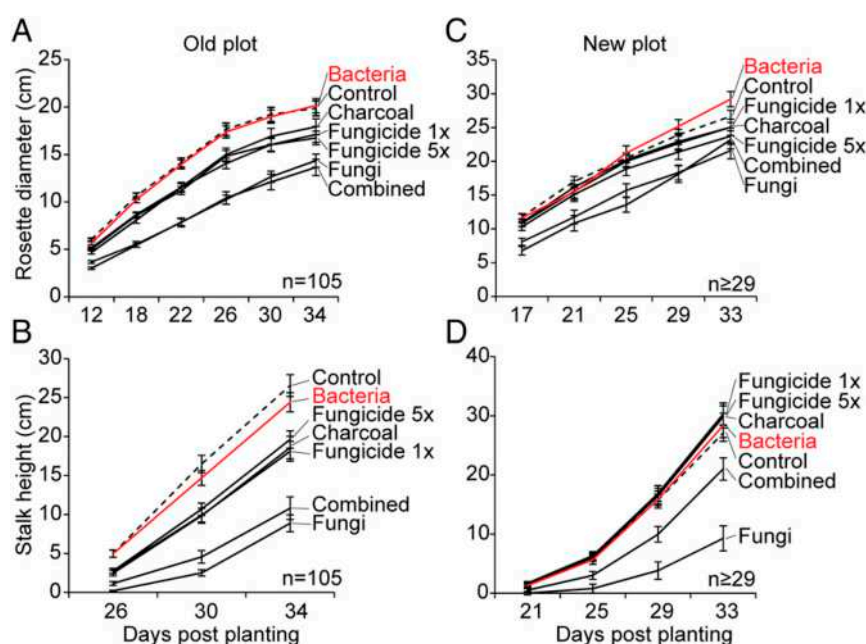 A
Old plot
Rosette diameter (cm)
25
20
15
10
5
0
12 18 22 26 30 34
Bacteria
Control
Charcoal
Fungicide 1x
Fungicide 5x
Fungi
Combined
n=105
C
New plot
35
30
25
20
15
10
5
0
17 21 25 29 33
Bacteria
Control
Fungicide 1x
Charcoal
Fungicide 5x
Combined
Fungi
n≥29
B
Stalk height (cm)
30
25
20
15
10
5
0
26 30 34
Days post planting
Control
Bacteria
Fungicide 5x
Charcoal
Fungicide 1x
Combined
Fungi
n=105
D
40
30
20
10
0
21 25 29 33
Days post planting
Fungicide 1x
Fungicide 5x
Charcoal
Bacteria
Control
Combined
Fungi
n≥29